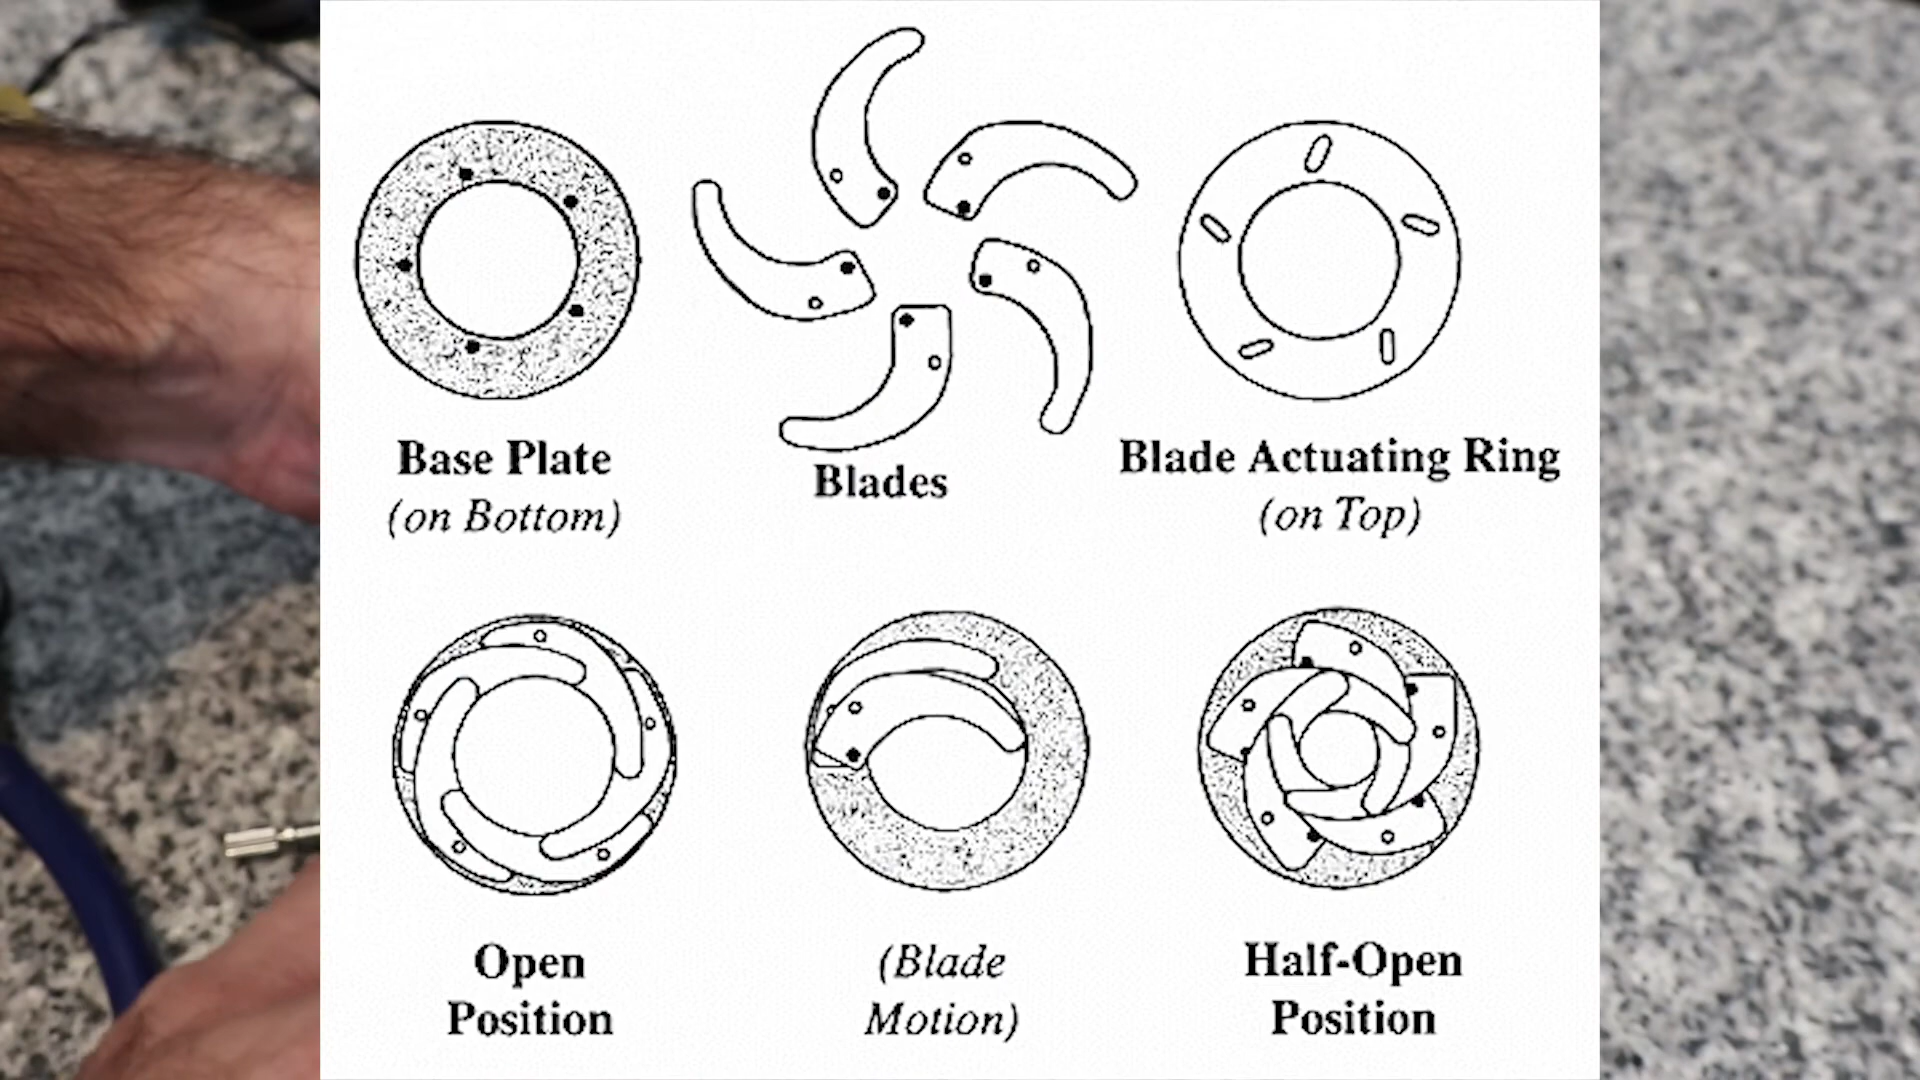 Base Plate
(on Bottom)
Blades
Blade Actuating Ring
(on Top)
Open
Position
(Blade
Motion)
Half-Open
Position